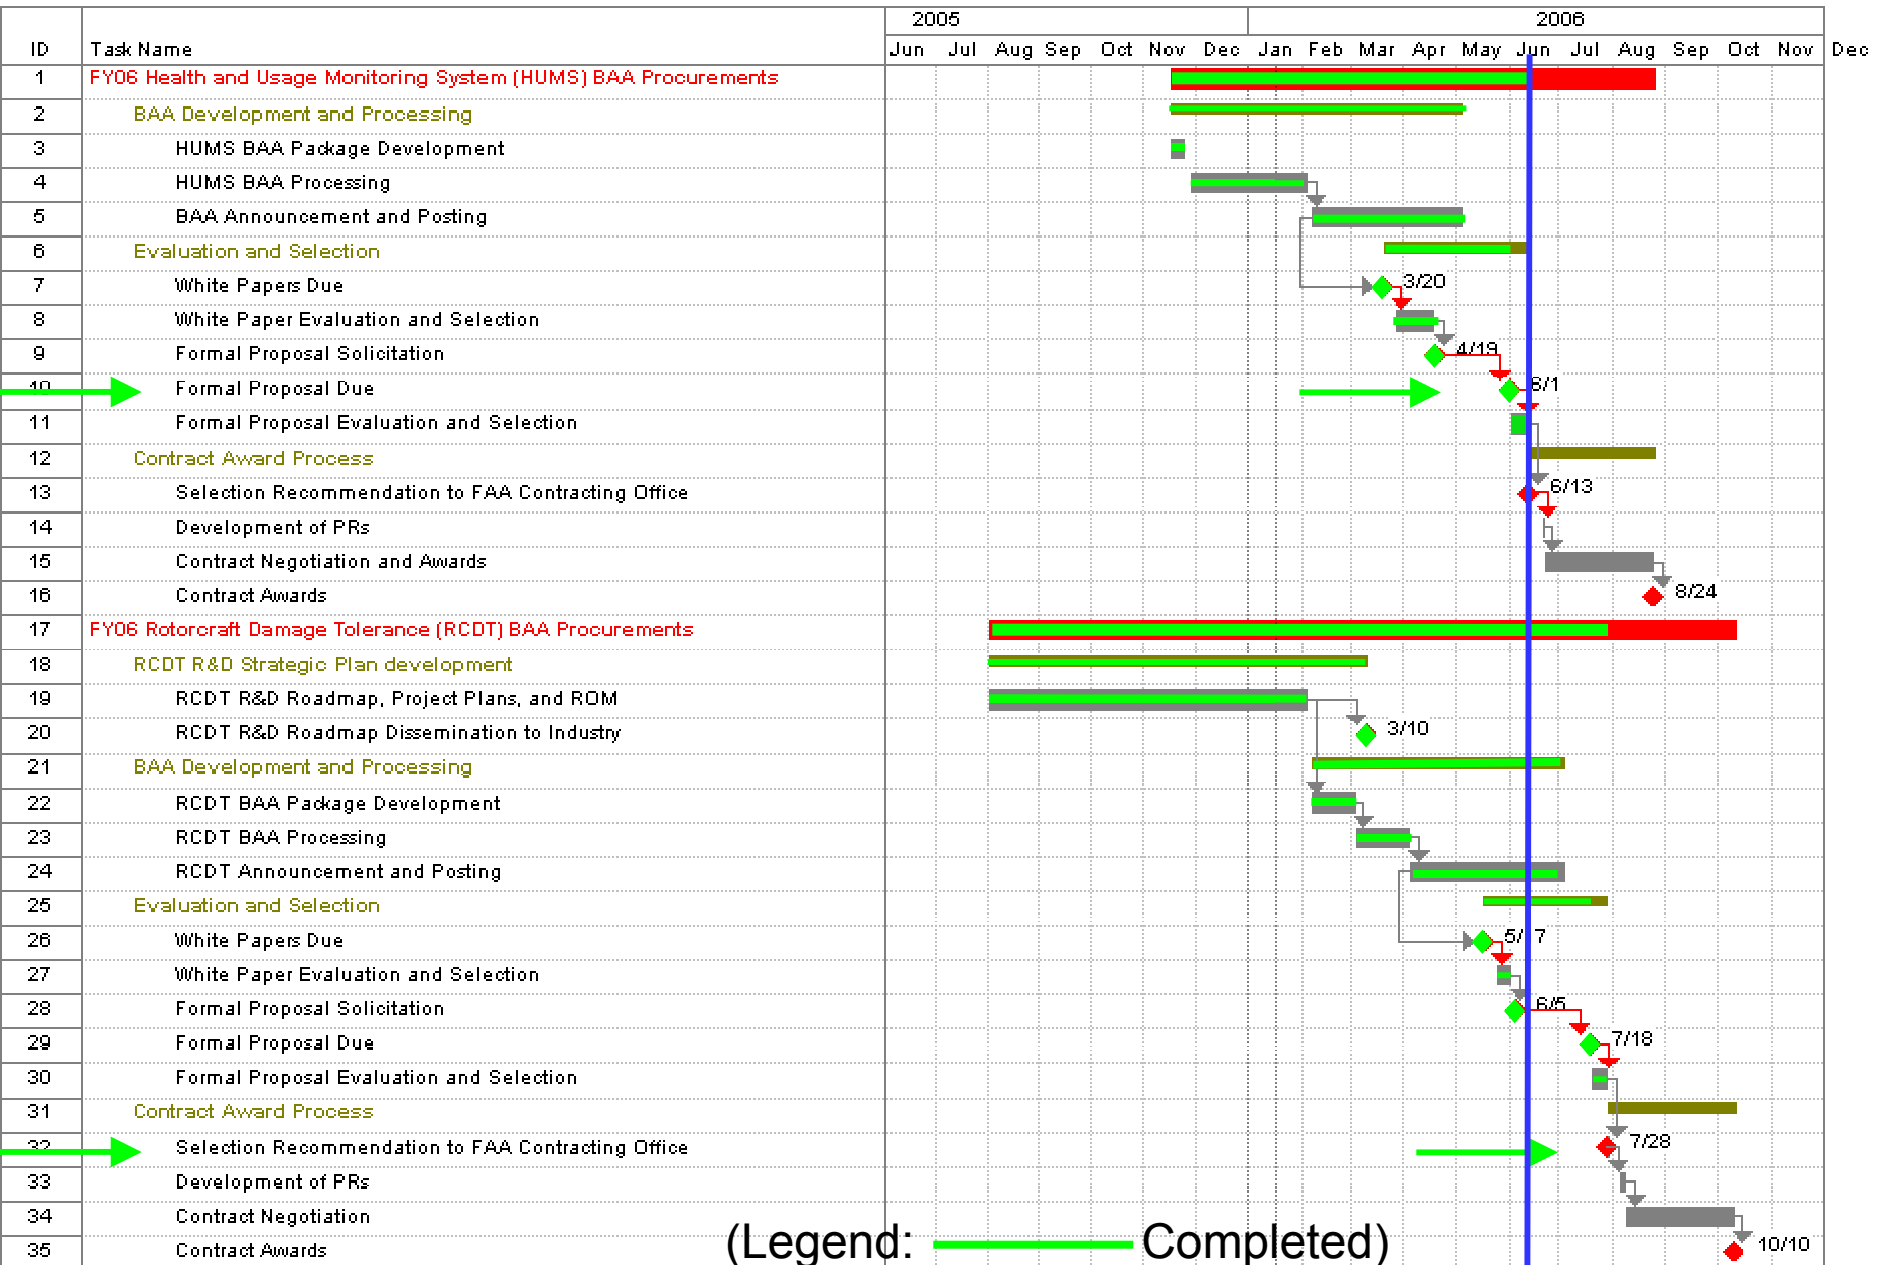 2005 2006
ID Task Name Jun Jul Aug Sep Oct Nov Dec Jan Feb Mar Apr May Jun Jul Aug Sep Oct Nov Dec
1 FY06 Health and Usage Monitoring System (HUMS) BAA Procurements
2 BAA Development and Processing
3 HUMS BAA Package Development
4 HUMS BAA Processing
5 BAA Announcement and Posting
6 Evaluation and Selection
7 White Papers Due 3/20
8 White Paper Evaluation and Selection
9 Formal Proposal Solicitation 4/19
10 Formal Proposal Due 6/1
11 Formal Proposal Evaluation and Selection
12 Contract Award Process
13 Selection Recommendation to FAA Contracting Office 6/13
14 Development of PRs
15 Contract Negotiation and Awards
16 Contract Awards 8/24
17 FY06 Rotorcraft Damage Tolerance (RCDT) BAA Procurements
18 RCDT R&D Strategic Plan development
19 RCDT R&D Roadmap, Project Plans, and ROM
20 RCDT R&D Roadmap Dissemination to Industry 3/10
21 BAA Development and Processing
22 RCDT BAA Package Development
23 RCDT BAA Processing
24 RCDT Announcement and Posting
25 Evaluation and Selection
26 White Papers Due 5/17
27 White Paper Evaluation and Selection
28 Formal Proposal Solicitation 6/5
29 Formal Proposal Due 7/18
30 Formal Proposal Evaluation and Selection
31 Contract Award Process
32 Selection Recommendation to FAA Contracting Office 7/28
33 Development of PRs
34 Contract Negotiation
35 Contract Awards 10/10
(Legend: Completed)